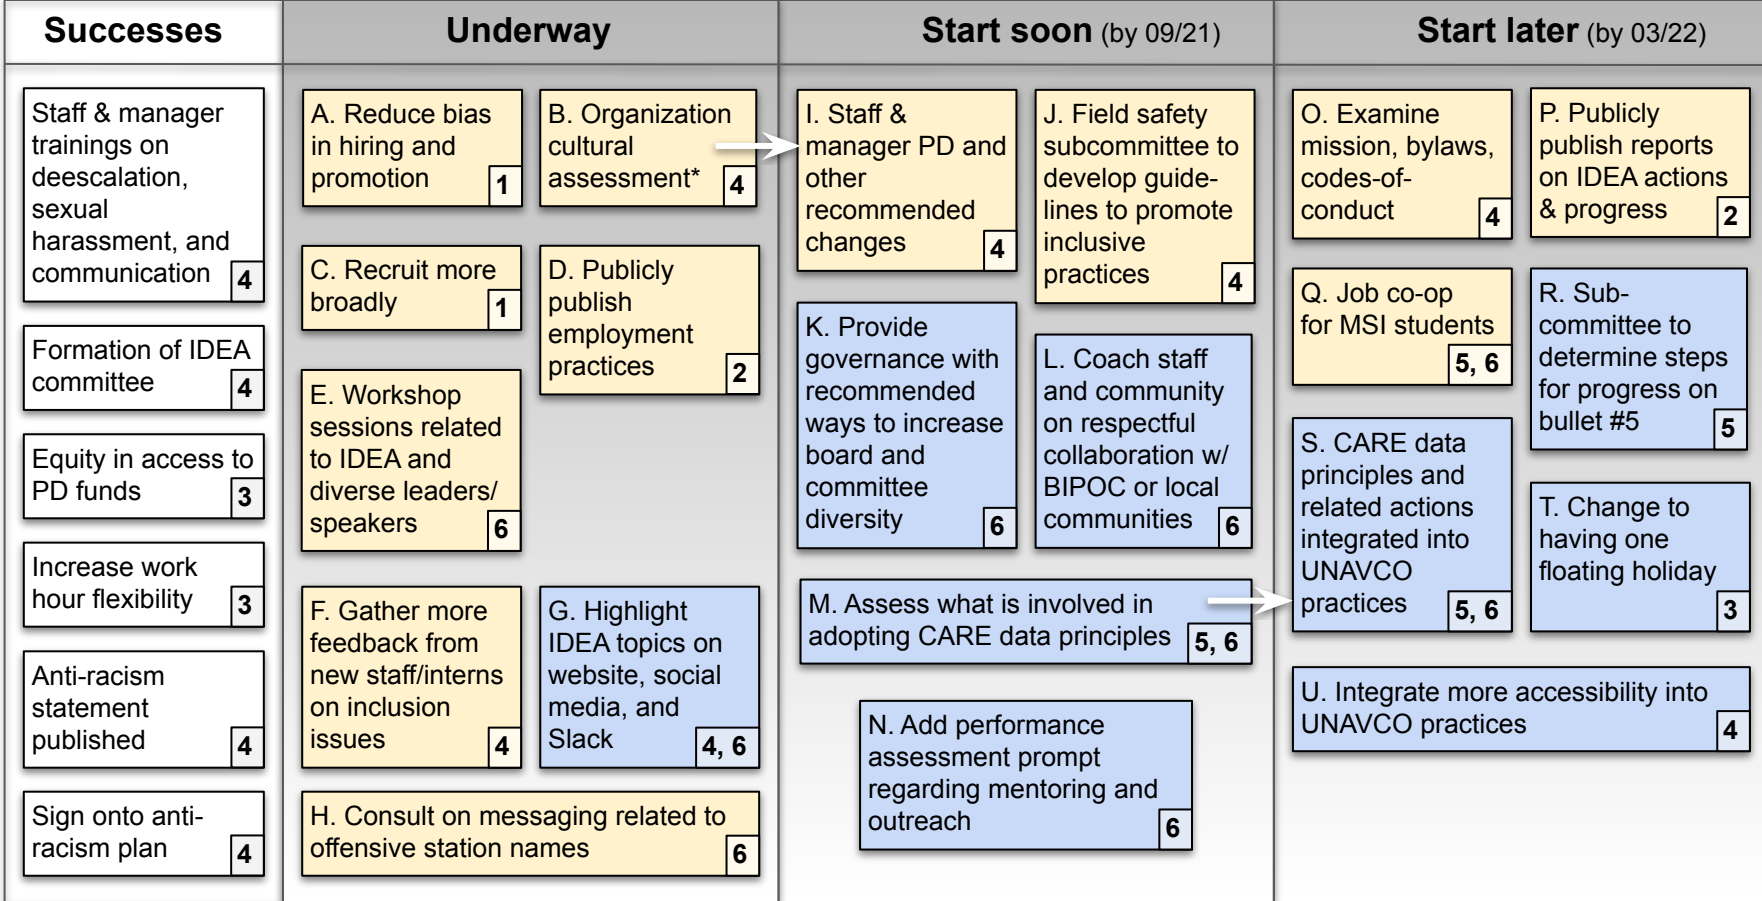 Successes
Underway
Start soon (by 09/21)
Start later (by 03/22)
Staff & manager
trainings on
deescalation,
sexual
harassment, and
communication
4
Formation of IDEA
committee
4
Equity in access to
PD funds
3
Increase work
hour flexibility
3
Anti-racism
statement
published
4
Sign onto anti-
racism plan
4
A. Reduce bias
in hiring and
promotion
1
B. Organization
cultural
assessment*
4
C. Recruit more
broadly
1
D. Publicly
publish
employment
practices
2
E. Workshop
sessions related
to IDEA and
diverse leaders/
speakers
6
F. Gather more
feedback from
new staff/interns
on inclusion
issues
4
G. Highlight
IDEA topics on
website, social
media, and
Slack
4, 6
H. Consult on messaging related to
offensive station names
6
I. Staff &
manager PD and
other
recommended
changes
4
J. Field safety
subcommittee to
develop guide-
lines to promote
inclusive
practices
4
K. Provide
governance with
recommended
ways to increase
board and
committee
diversity
6
L. Coach staff
and community
on respectful
collaboration w/
BIPOC or local
communities
6
M. Assess what is involved in
adopting CARE data principles
5, 6
N. Add performance
assessment prompt
regarding mentoring and
outreach
6
O. Examine
mission, bylaws,
codes-of-
conduct
4
P. Publicly
publish reports
on IDEA actions
& progress
2
Q. Job co-op
for MSI students
5, 6
R. Sub-
committee to
determine steps
for progress on
bullet #5
5
S. CARE data
principles and
related actions
integrated into
UNAVCO
practices
5, 6
T. Change to
having one
floating holiday
3
U. Integrate more accessibility into
UNAVCO practices
4